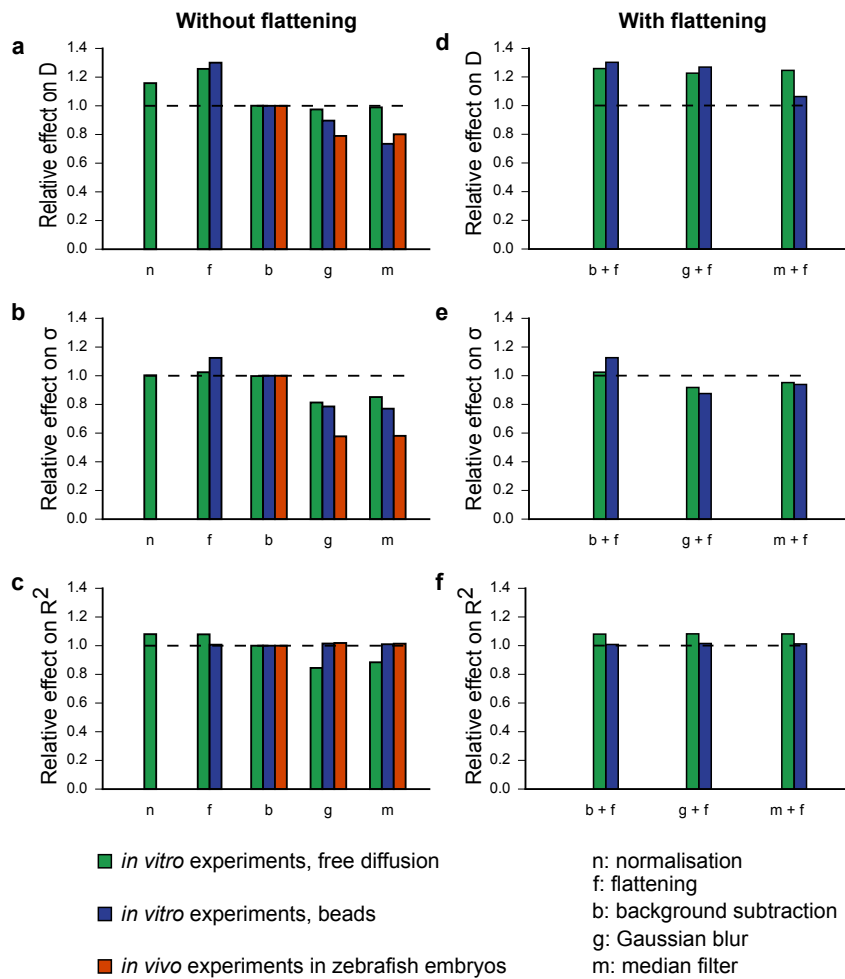 Without flattening
With flattening
a
Relative effect on D
1.4
1.2
1.0
0.8
0.6
0.4
0.2
0.0
n
f
b
g
m
d
Relative effect on D
1.4
1.2
1.0
0.8
0.6
0.4
0.2
0.0
b + f
g + f
m + f
b
Relative effect on σ
1.4
1.2
1.0
0.8
0.6
0.4
0.2
0.0
n
f
b
g
m
e
Relative effect on σ
1.4
1.2
1.0
0.8
0.6
0.4
0.2
0.0
b + f
g + f
m + f
c
Relative effect on R²
1.4
1.2
1.0
0.8
0.6
0.4
0.2
0.0
n
f
b
g
m
f
Relative effect on R²
1.4
1.2
1.0
0.8
0.6
0.4
0.2
0.0
b + f
g + f
m + f
in vitro experiments, free diffusion
in vitro experiments, beads
in vivo experiments in zebrafish embryos
n: normalisation
f: flattening
b: background subtraction
g: Gaussian blur
m: median filter